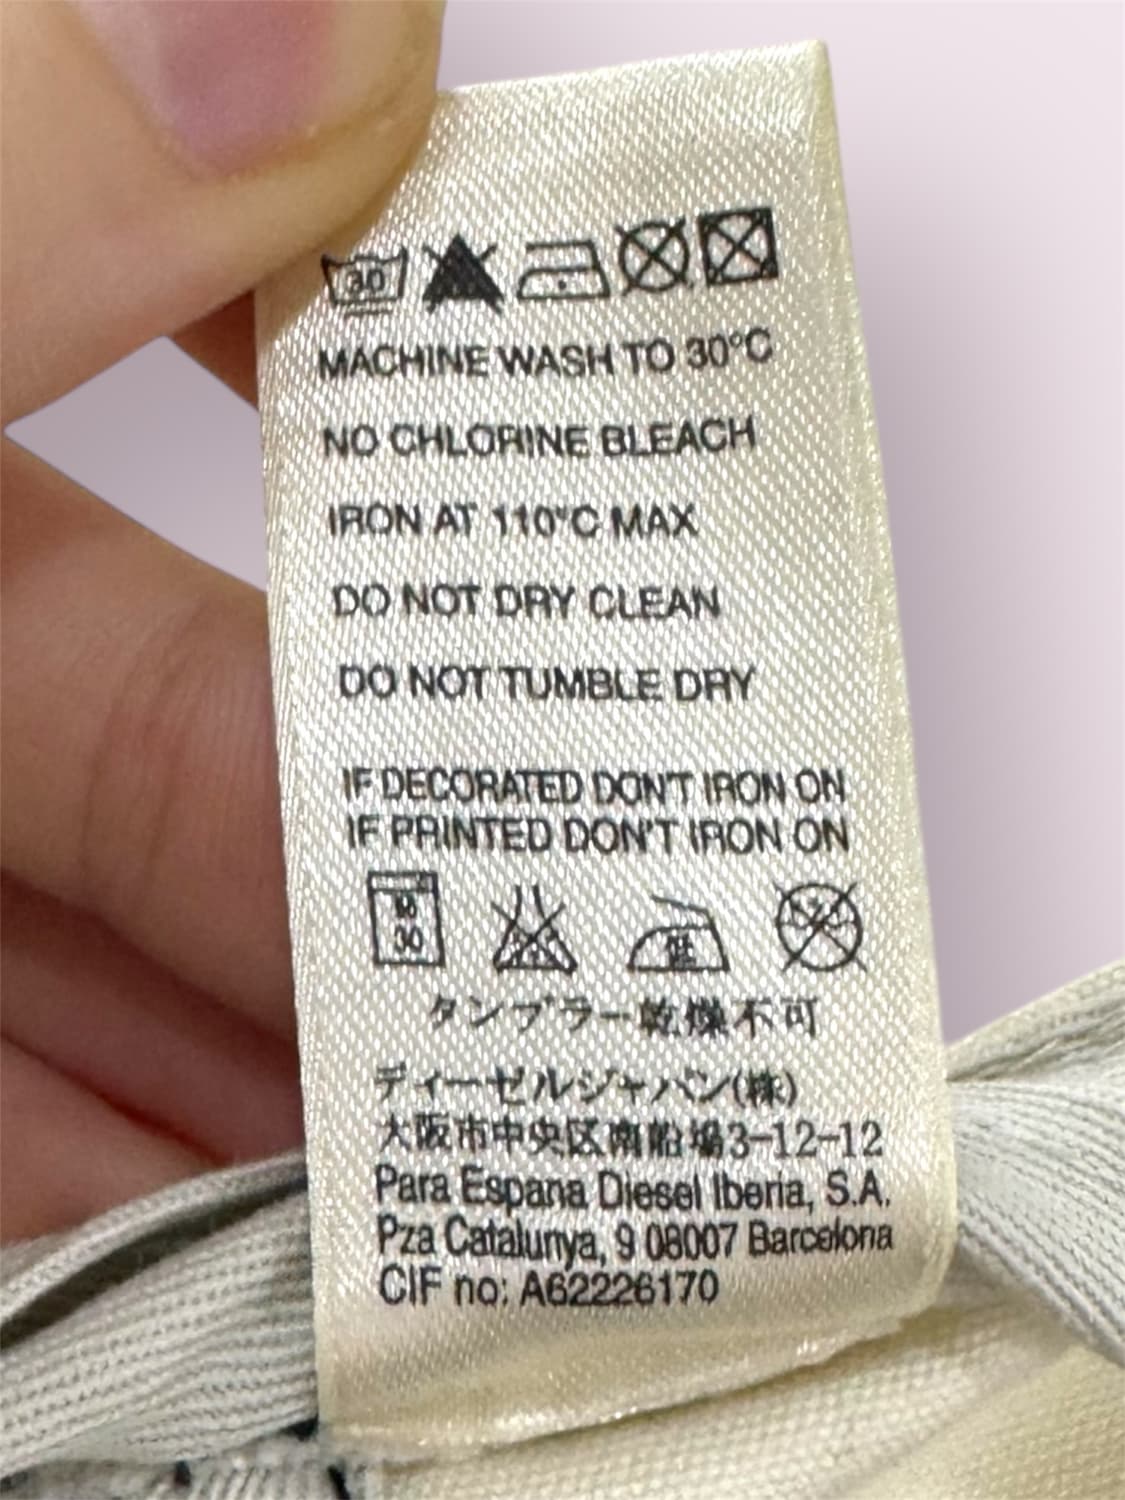 30
MACHINE WASH TO 30°C
NO CHLORINE BLEACH
IRON AT 110°C MAX
DO NOT DRY CLEAN
DO NOT TUMBLE DRY
IF DECORATED DON'T IRON ON
IF PRINTED DON'T IRON ON
30 低
タンブラー乾燥不可
ディーゼルジャパン(株)
大阪市中央区南船場3-12-12
Para Espana Diesel Iberia, S.A.
Pza Catalunya, 9 08007 Barcelona
CIF no: A62226170